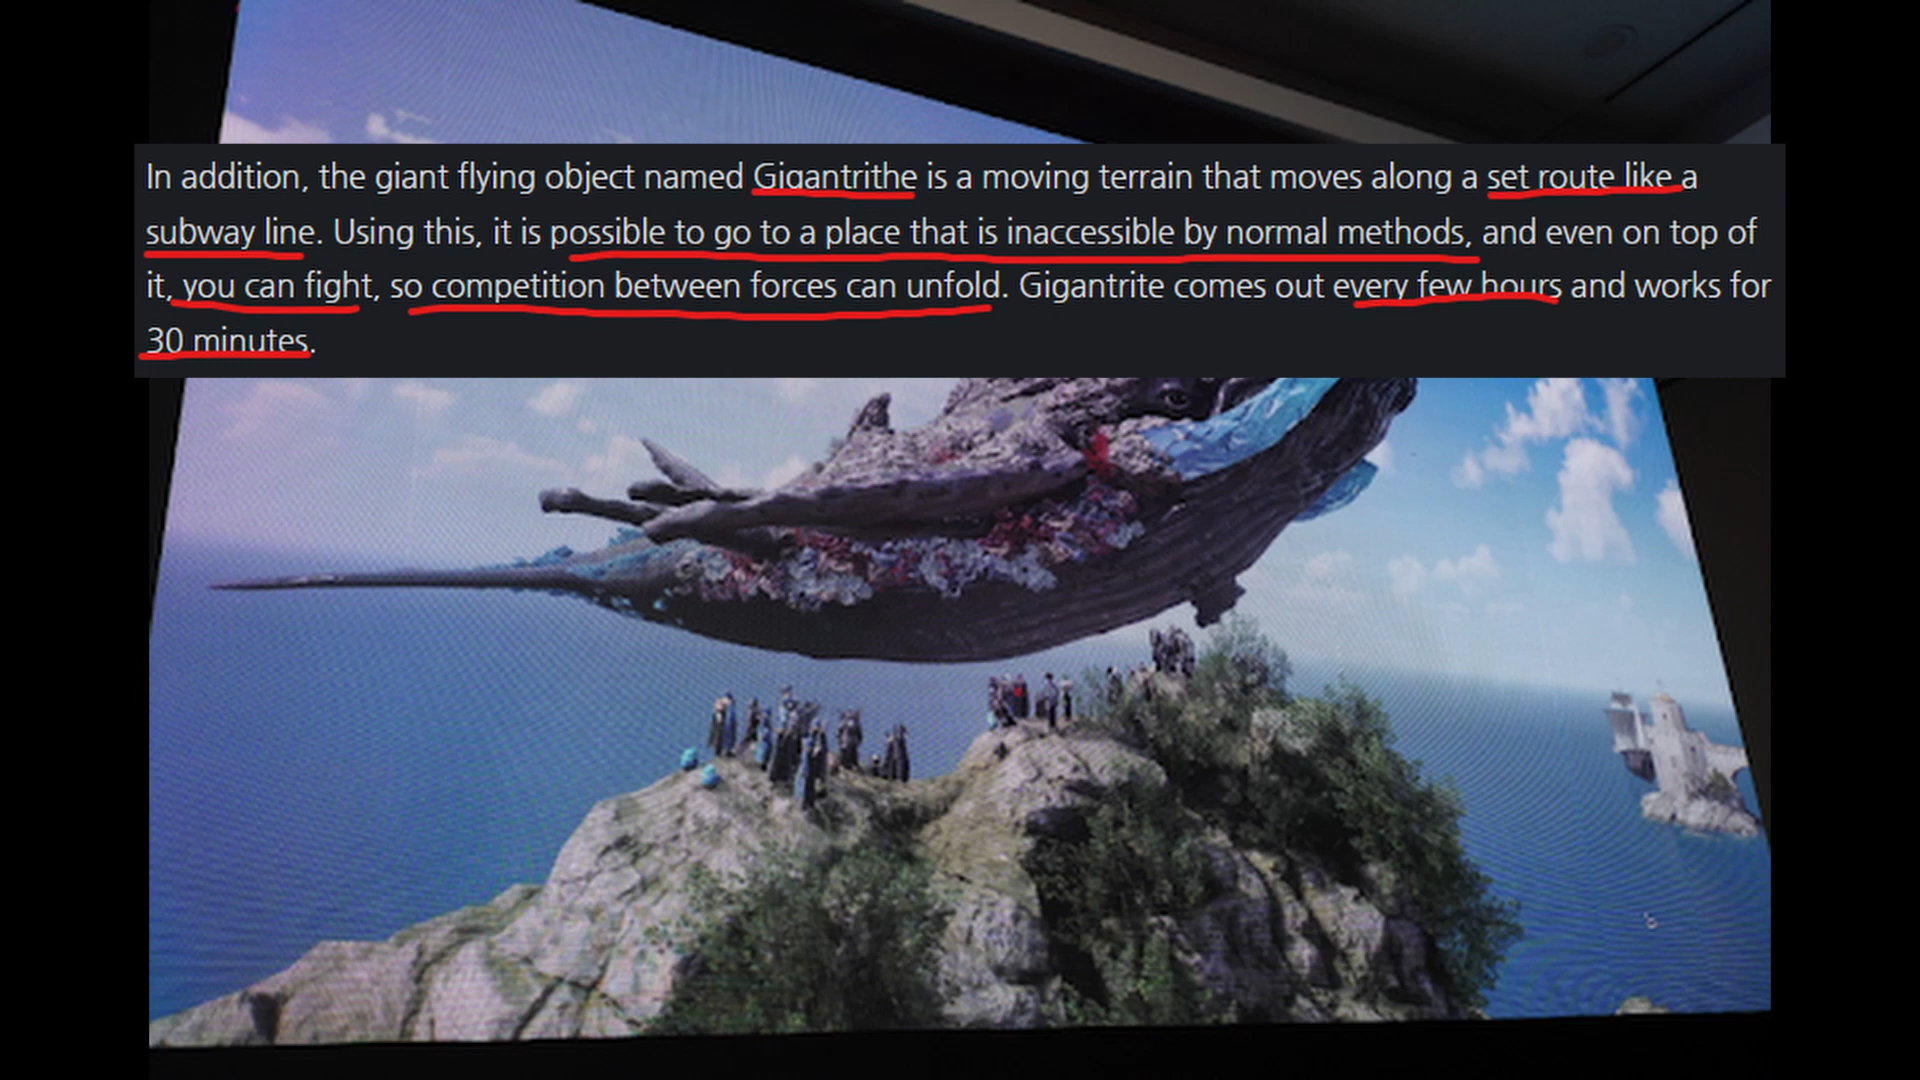 In addition, the giant flying object named Gigantrithe is a moving terrain that moves along a set route like a
subway line. Using this, it is possible to go to a place that is inaccessible by normal methods, and even on top of
it, you can fight, so competition between forces can unfold. Gigantrite comes out every few hours and works for
30 minutes.